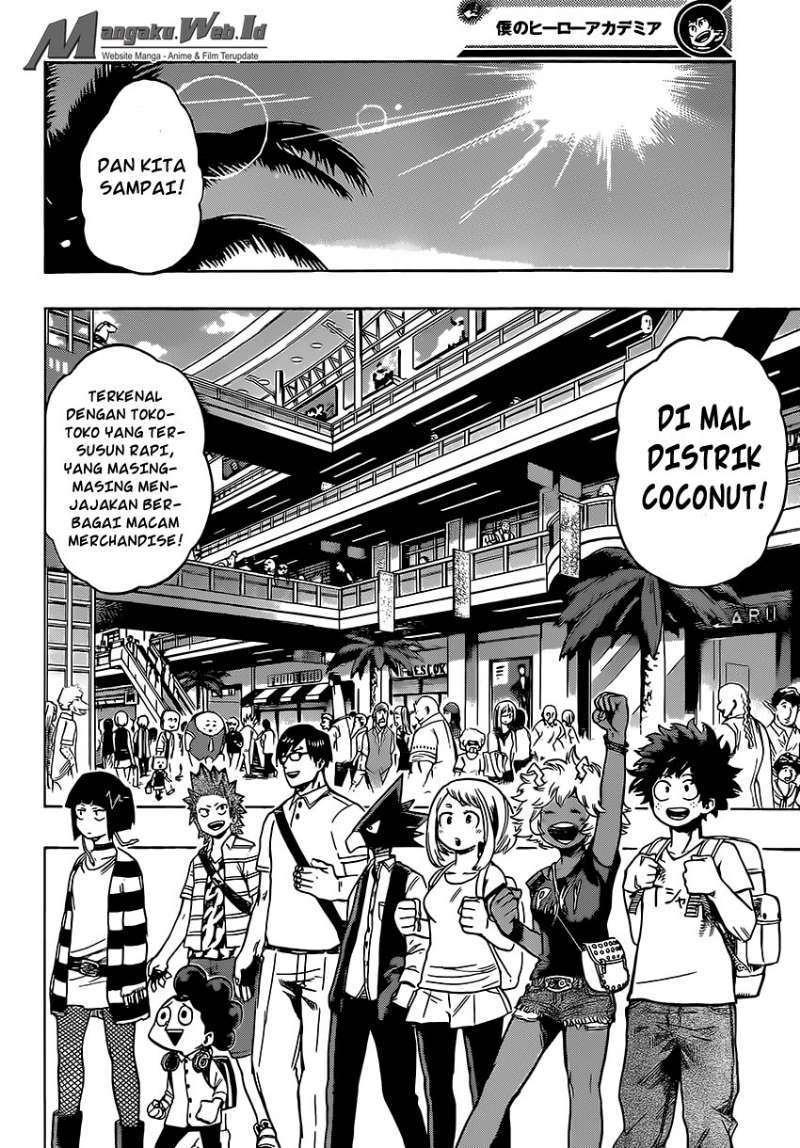 Mangaku.Web.Id
Website Manga - Anime & Film Terupdate
僕のヒーローアカデミア
DAN KITA
SAMPAI!
DI MAL
DISTRIK
COCONUT!
TERKENAL
DENGAN TOKO-
TOKO YANG TER-
SUSUN RAPI,
YANG MASING-
MASING MEN-
JAJAKAN BER-
BAGAI MACAM
MERCHANDISE!
ARU